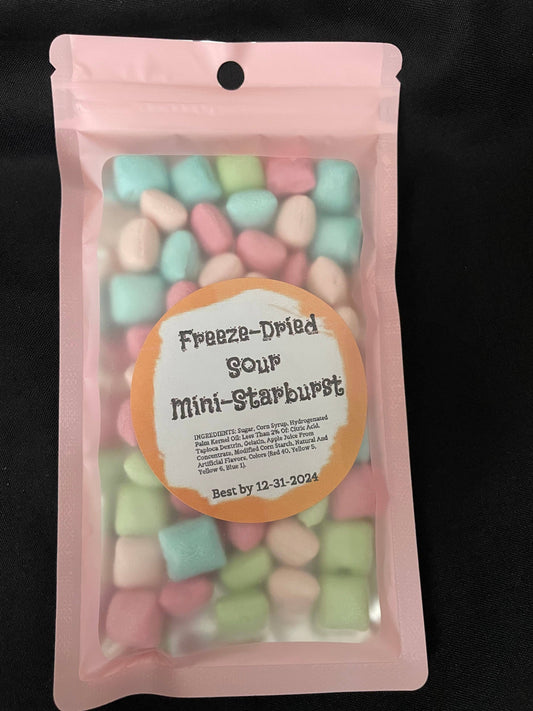 Freeze-Dried
Sour
Mini-Starburst
INGREDIENTS: Sugar, Corn Syrup, Hydrogenated
Palm Kernel Oil; Less Than 2% Of: Citric Acid,
Tapioca Dextrin, Gelatin, Apple Juice From
Concentrate, Modified Corn Starch, Natural And
Artificial Flavors, Colors (Red 40, Yellow 5,
Yellow 6, Blue 1).
Best by 12-31-2024